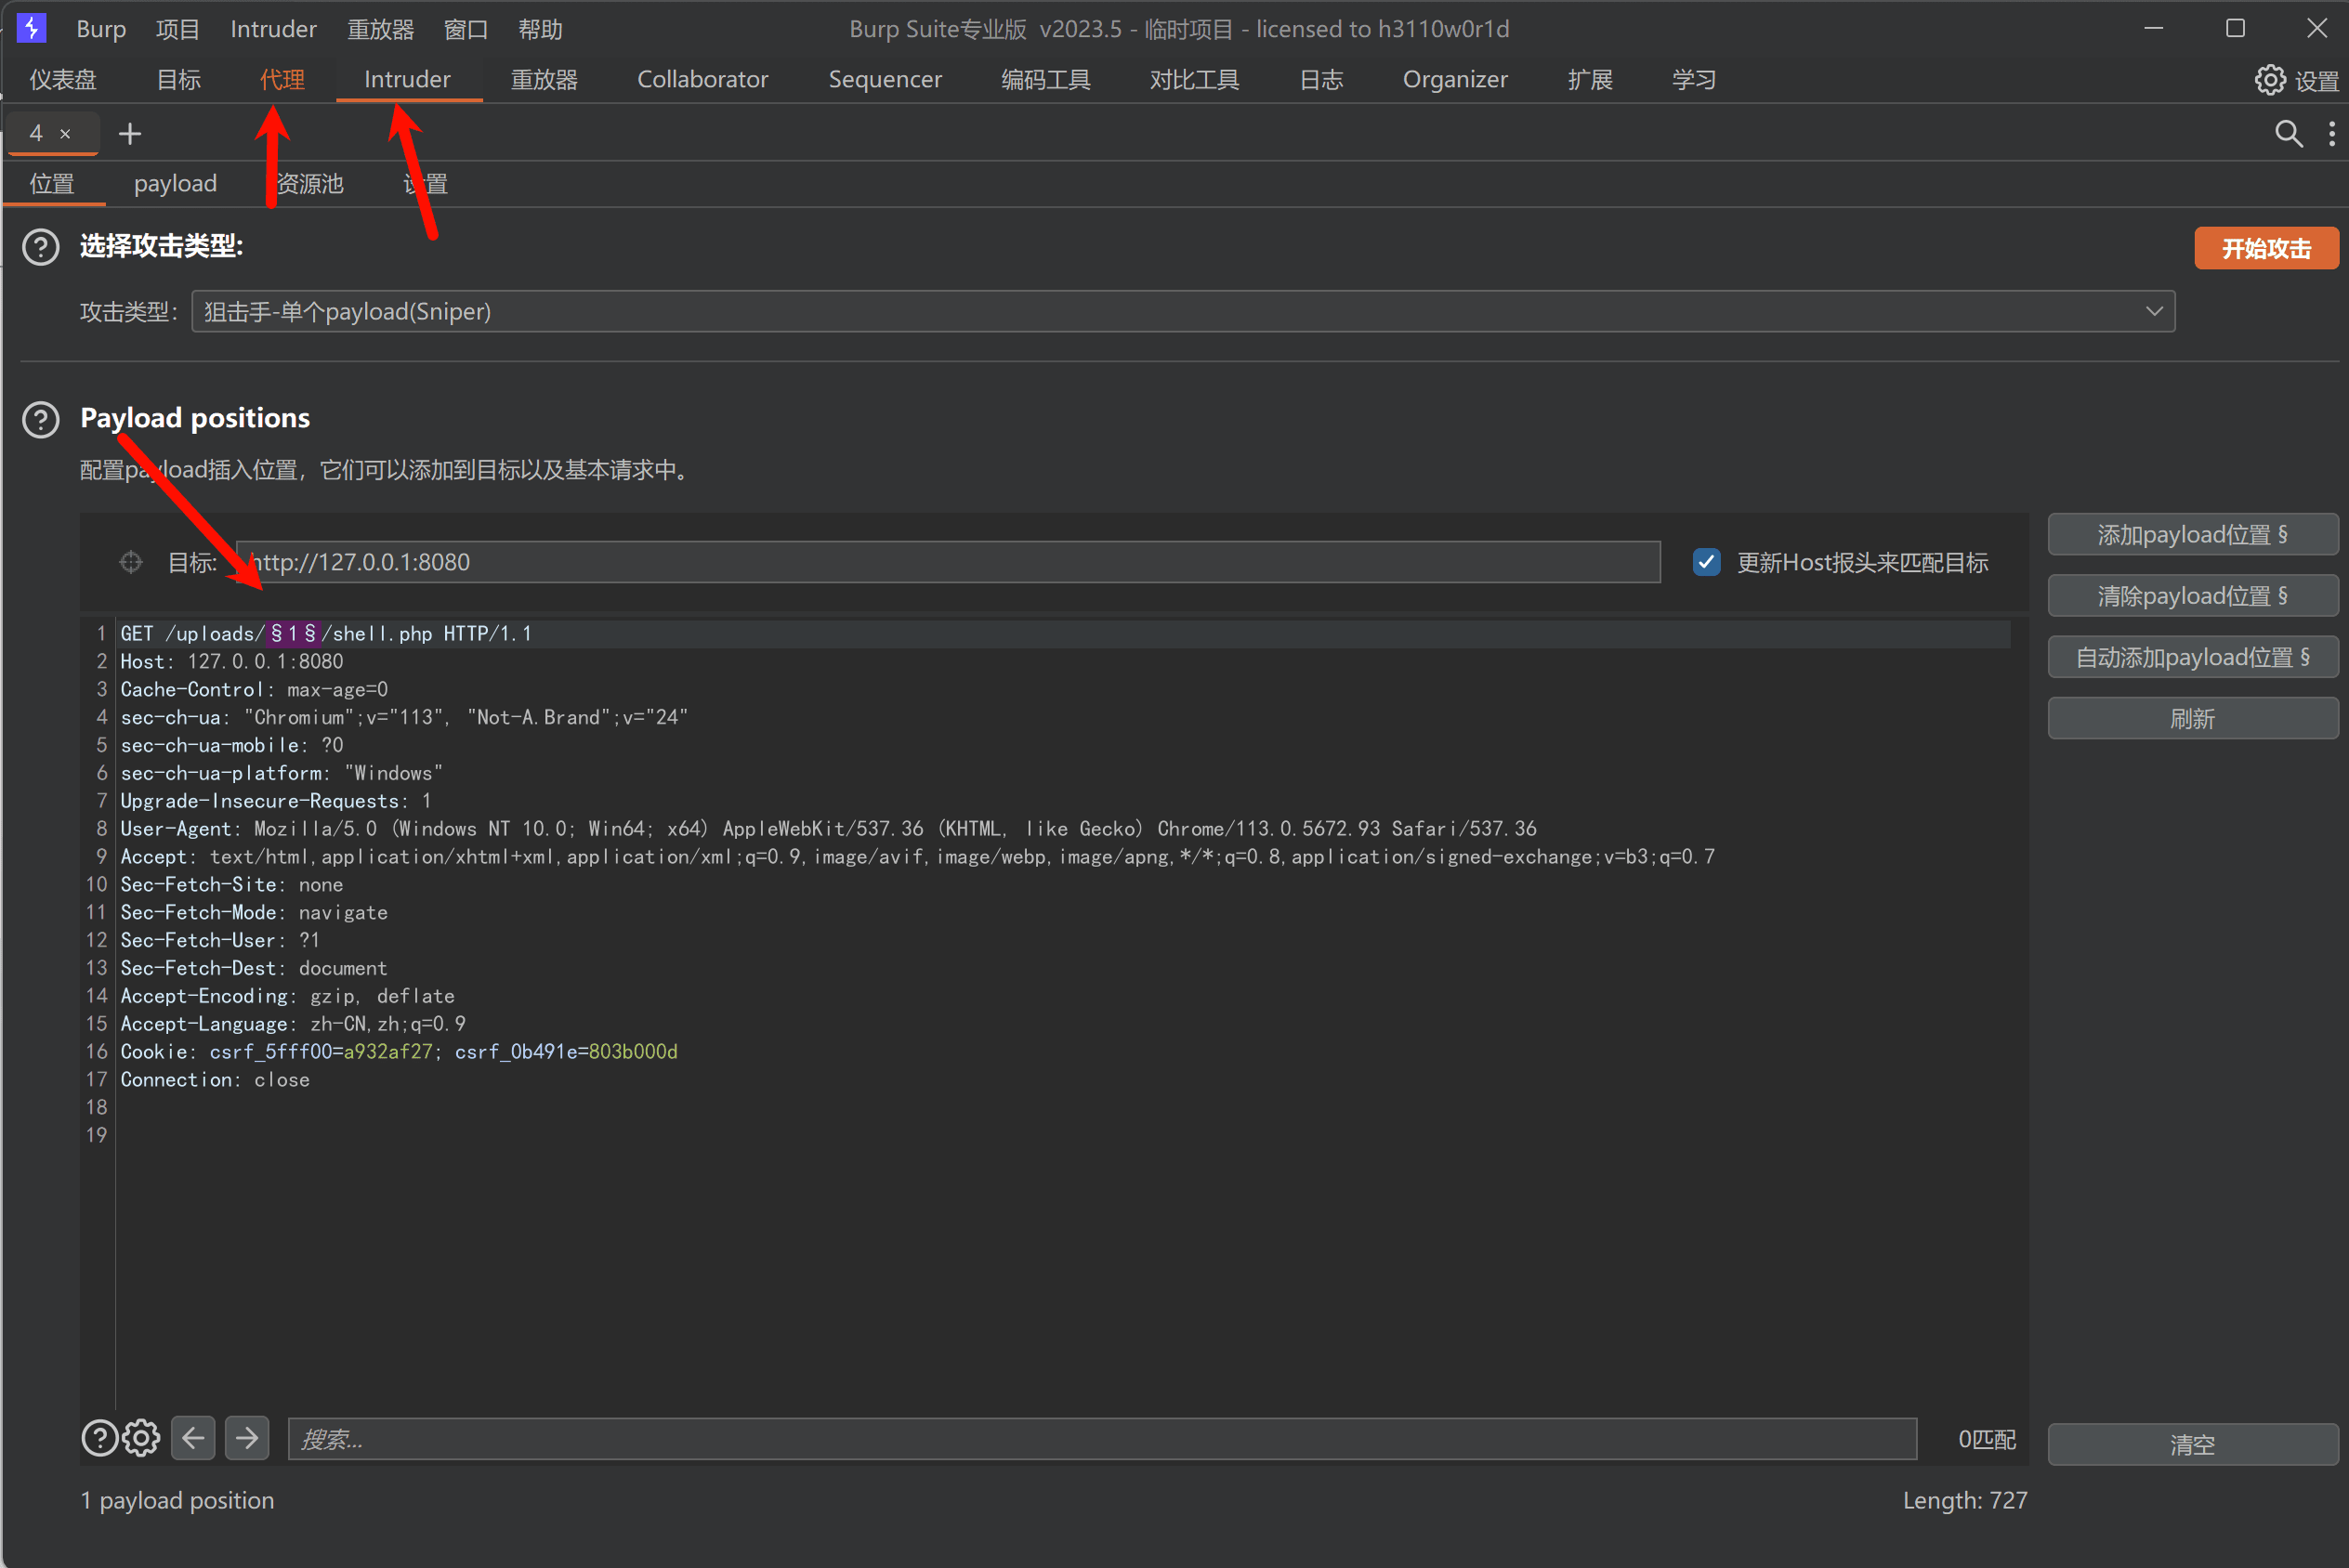 Burp 项目 Intruder 重放器 窗口 帮助 Burp Suite专业版 v2023.5 - 临时项目 - licensed to h3110w0r1d
仪表盘 目标 代理 Intruder 重放器 Collaborator Sequencer 编码工具 对比工具 日志 Organizer 扩展 学习 设置
4 × +
位置 payload 资源池 设置
选择攻击类型:
开始攻击
攻击类型: 狙击手-单个payload(Sniper)
Payload positions
配置payload插入位置，它们可以添加到目标以及基本请求中。
目标: http://127.0.0.1:8080 更新Host报头来匹配目标
添加payload位置 §
清除payload位置 §
自动添加payload位置 §
刷新
1 GET /uploads/§1§/shell.php HTTP/1.1
2 Host: 127.0.0.1:8080
3 Cache-Control: max-age=0
4 sec-ch-ua: "Chromium";v="113", "Not-A.Brand";v="24"
5 sec-ch-ua-mobile: ?0
6 sec-ch-ua-platform: "Windows"
7 Upgrade-Insecure-Requests: 1
8 User-Agent: Mozilla/5.0 (Windows NT 10.0; Win64; x64) AppleWebKit/537.36 (KHTML, like Gecko) Chrome/113.0.5672.93 Safari/537.36
9 Accept: text/html,application/xhtml+xml,application/xml;q=0.9,image/avif,image/webp,image/apng,*/*;q=0.8,application/signed-exchange;v=b3;q=0.7
10 Sec-Fetch-Site: none
11 Sec-Fetch-Mode: navigate
12 Sec-Fetch-User: ?1
13 Sec-Fetch-Dest: document
14 Accept-Encoding: gzip, deflate
15 Accept-Language: zh-CN,zh;q=0.9
16 Cookie: csrf_5fff00=a932af27; csrf_0b491e=803b000d
17 Connection: close
18
19
搜索... 0匹配
清空
1 payload position
Length: 727